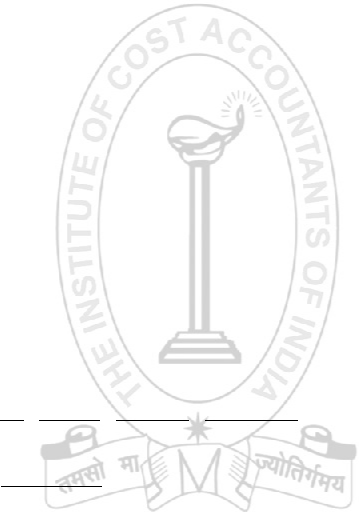 THE INSTITUTE OF COST ACCOUNTANTS OF INDIA
तमसो मा ज्योतिर्गमय